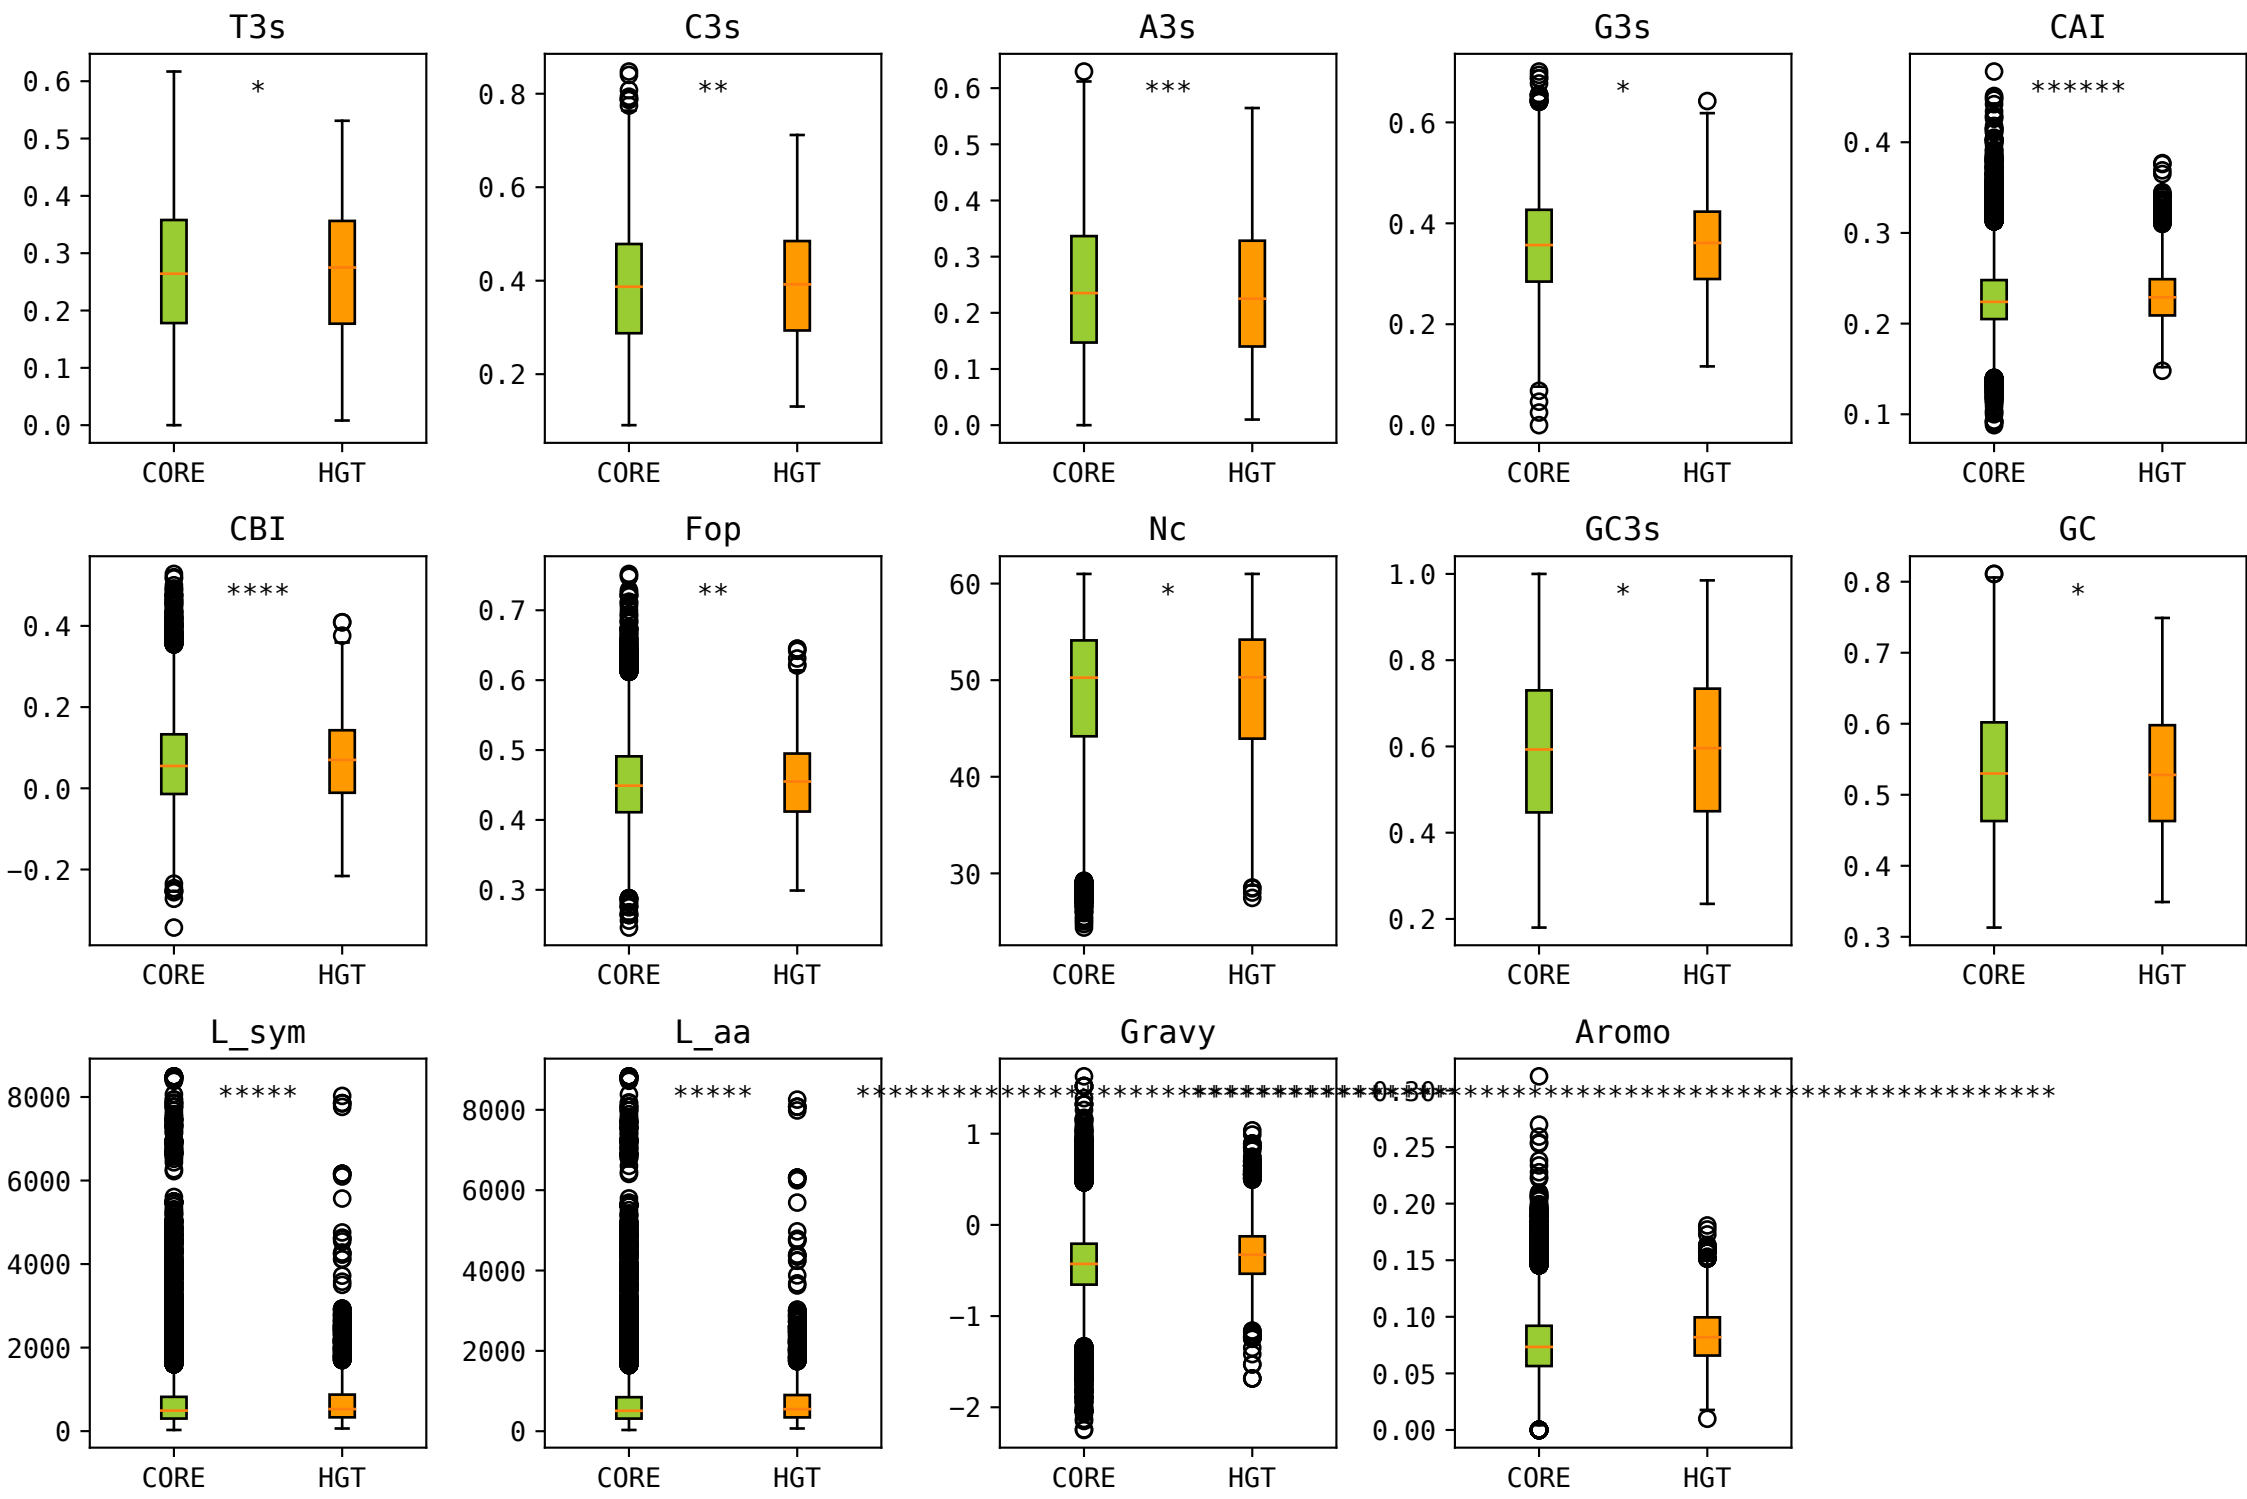 T3s
C3s
A3s
G3s
CAI
0.6
0.5
0.4
0.3
0.2
0.1
0.0
*
CORE
HGT
0.8
0.6
0.4
0.2
**
CORE
HGT
0.6
0.5
0.4
0.3
0.2
0.1
0.0
***
CORE
HGT
0.6
0.4
0.2
0.0
*
CORE
HGT
0.4
0.3
0.2
0.1
******
CORE
HGT
CBI
Fop
Nc
GC3s
GC
0.4
0.2
0.0
−0.2
****
CORE
HGT
0.7
0.6
0.5
0.4
0.3
**
CORE
HGT
60
50
40
30
*
CORE
HGT
1.0
0.8
0.6
0.4
0.2
*
CORE
HGT
0.8
0.7
0.6
0.5
0.4
0.3
*
CORE
HGT
L_sym
L_aa
Gravy
Aromo
8000
6000
4000
2000
0
*****
CORE
HGT
8000
6000
4000
2000
0
*****
CORE
HGT
1
0
−1
−2
CORE
HGT
0.30
0.25
0.20
0.15
0.10
0.05
0.00
CORE
HGT